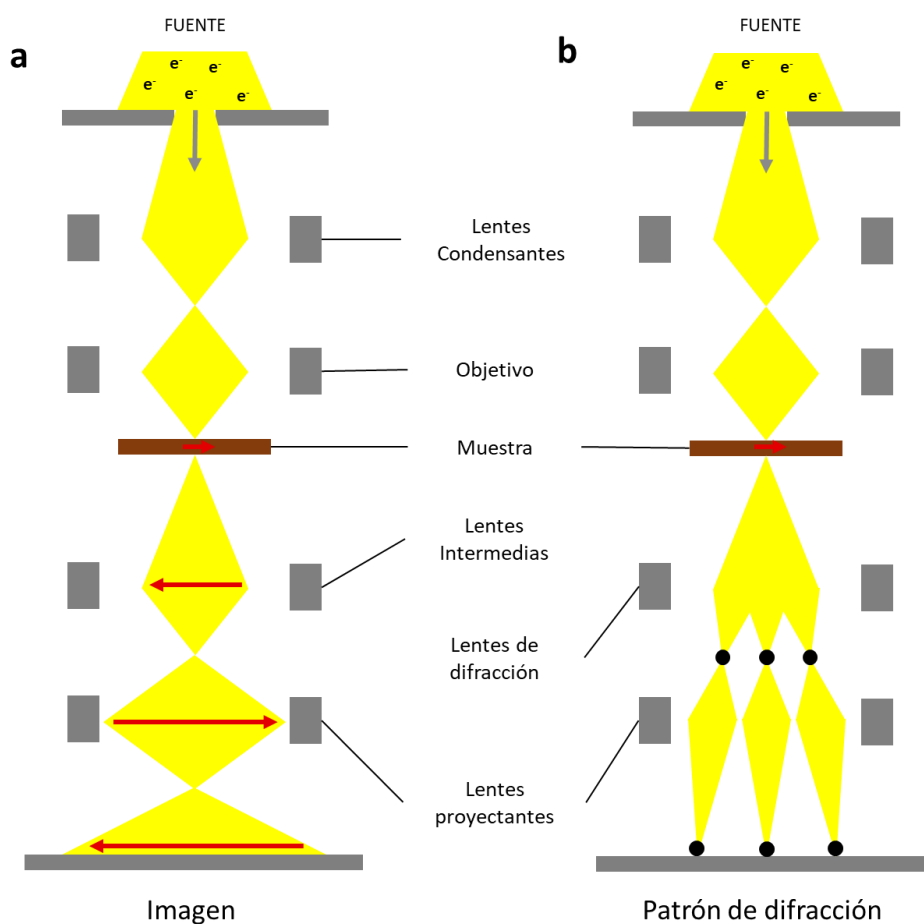 a
FUENTE
e⁻ e⁻
e⁻ e⁻ e⁻
b
FUENTE
e⁻ e⁻
e⁻ e⁻ e⁻
Lentes
Condensantes
Objetivo
Muestra
Lentes
Intermedias
Lentes de
difracción
Lentes
proyectantes
Imagen
Patrón de difracción